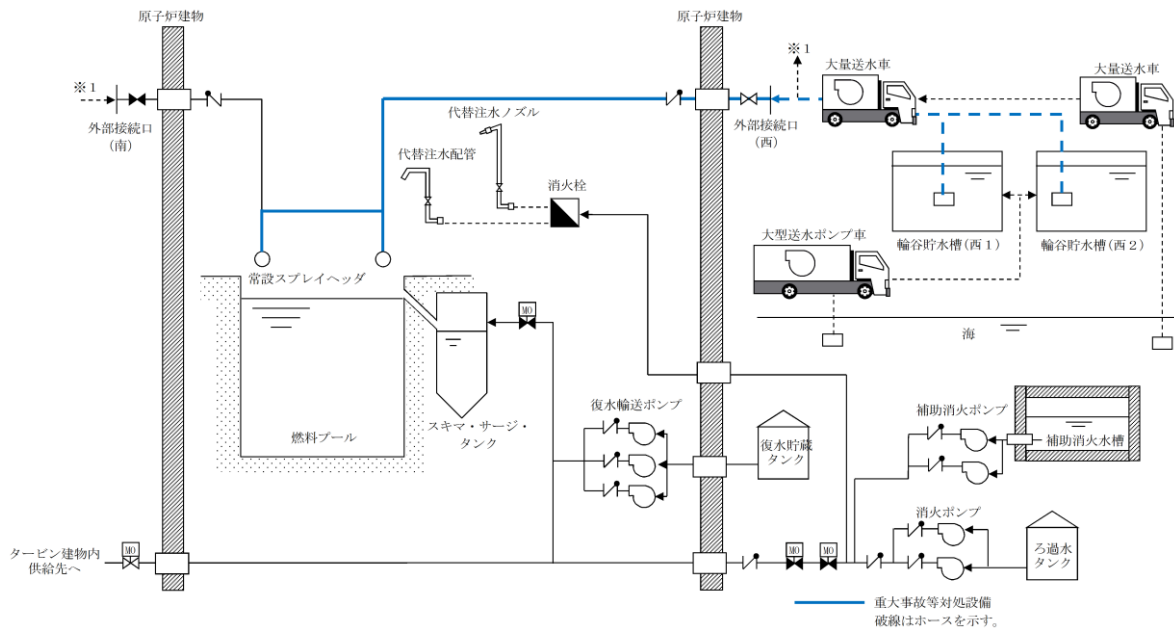 原子炉建物
原子炉建物
※1
※1
大量送水車
大量送水車
外部接続口
(南)
代替注水ノズル
外部接続口
(西)
代替注水配管
消火栓
輪谷貯水槽(西1)
輪谷貯水槽(西2)
大型送水ポンプ車
常設スプレイヘッダ
MO
海
燃料プール
スキマ・サージ・
タンク
復水輸送ポンプ
復水貯蔵
タンク
補助消火ポンプ
補助消火水槽
消火ポンプ
タービン建物内
供給先へ
MO
MO
MO
ろ過水
タンク
重大事故等対処設備
破線はホースを示す。